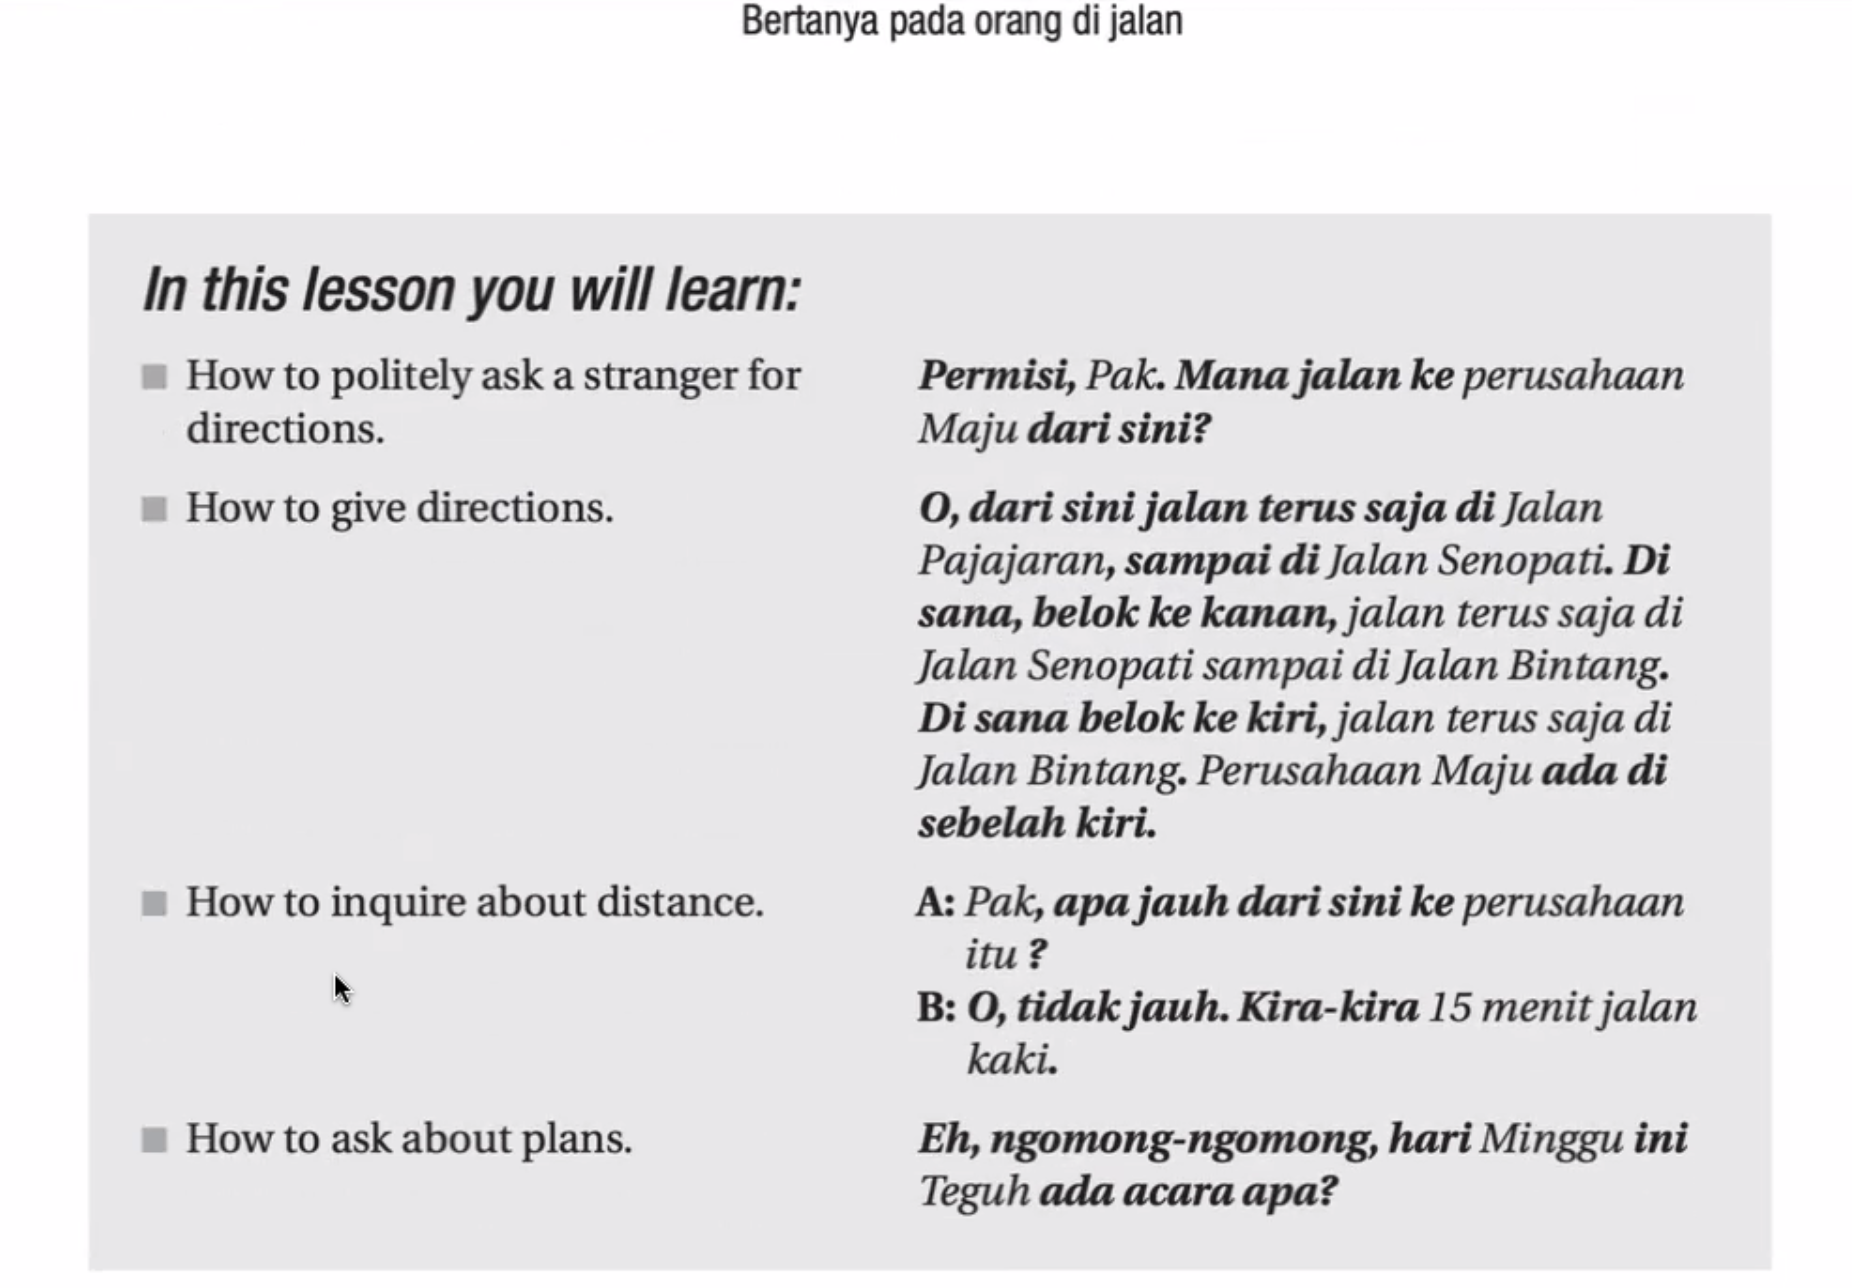 Bertanya pada orang di jalan
In this lesson you will learn:
How to politely ask a stranger for
directions.
Permisi, Pak. Mana jalan ke perusahaan
Maju dari sini?
How to give directions.
O, dari sini jalan terus saja di Jalan
Pajajaran, sampai di Jalan Senopati. Di
sana, belok ke kanan, jalan terus saja di
Jalan Senopati sampai di Jalan Bintang.
Di sana belok ke kiri, jalan terus saja di
Jalan Bintang. Perusahaan Maju ada di
sebelah kiri.
How to inquire about distance.
A: Pak, apa jauh dari sini ke perusahaan
itu ?
B: O, tidak jauh. Kira-kira 15 menit jalan
kaki.
How to ask about plans.
Eh, ngomong-ngomong, hari Minggu ini
Teguh ada acara apa?